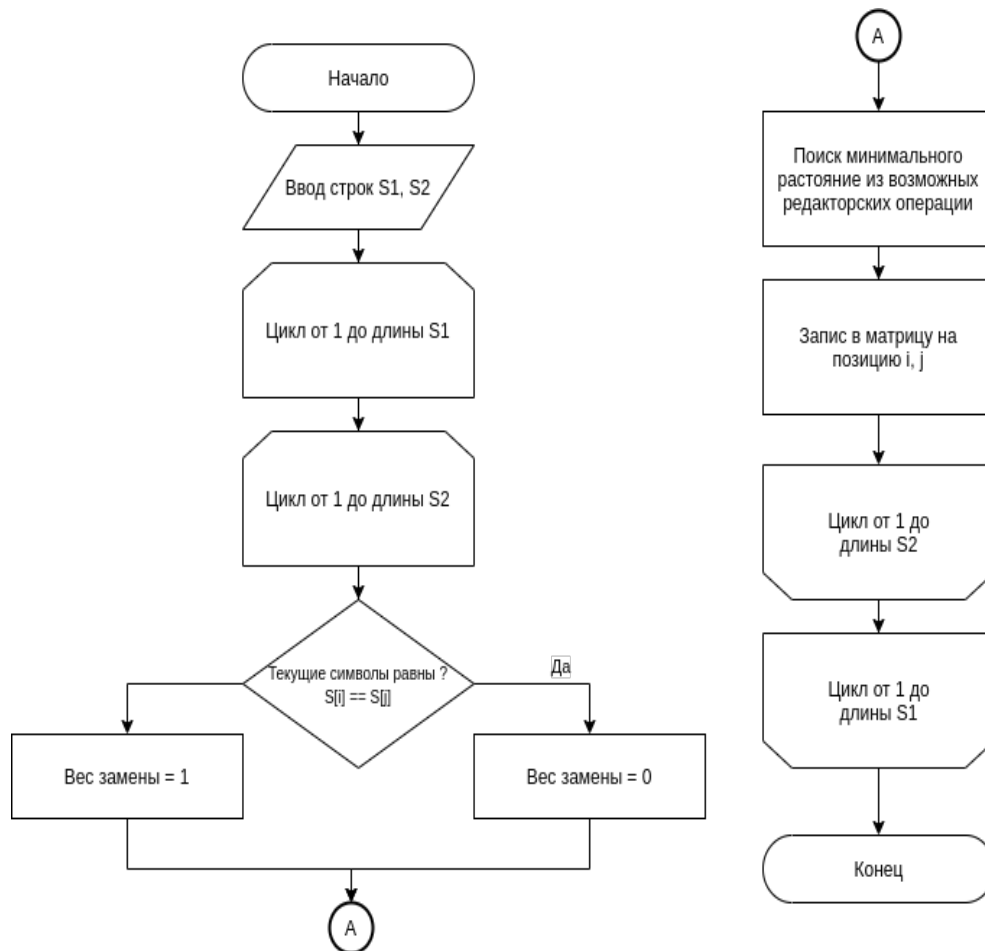 Начало
Ввод строк S1, S2
Цикл от 1 до длины S1
Цикл от 1 до длины S2
Текущие символы равны ?
S[i] == S[j]
Да
Вес замены = 1
Вес замены = 0
A
A
Поиск минимального
растояние из возможных
редакторских операции
Запис в матрицу на
позицию i, j
Цикл от 1 до
длины S2
Цикл от 1 до
длины S1
Конец